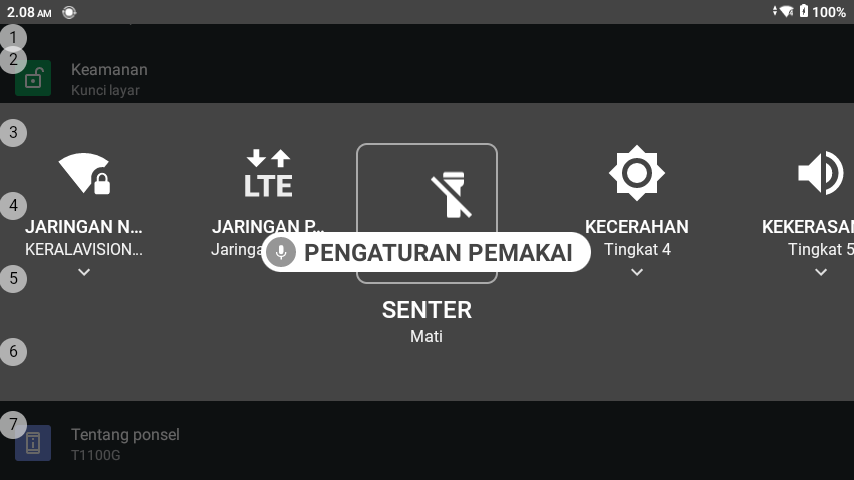 2.08 AM
100%
1
2
Keamanan
Kunci layar
3
LTE
4
JARINGAN N...
JARINGAN P...
KECERAHAN
KEKERASAN
KERALAVISION...
Jaringa
Tingkat 4
Tingkat 5
PENGATURAN PEMAKAI
5
SENTER
Mati
6
7
Tentang ponsel
T1100G